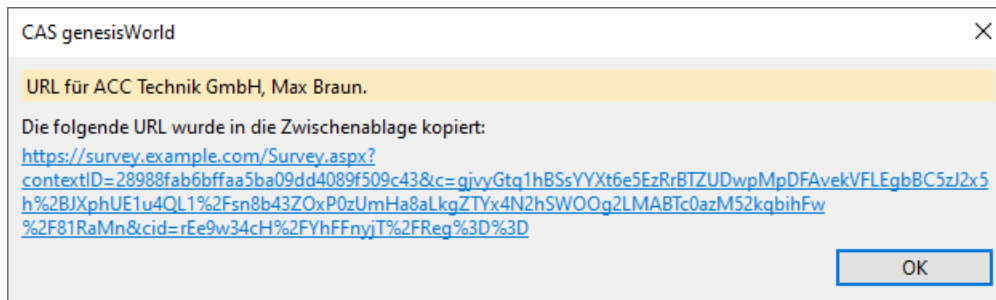 CAS genesisWorld
URL für ACC Technik GmbH, Max Braun.
Die folgende URL wurde in die Zwischenablage kopiert:
https://survey.example.com/Survey.aspx?
contextID=28988fab6bffaa5ba09dd4089f509c43&c=gjvyGtq1hBSsYYXt6e5EzRrBTZUDwpMpDFAvekVFLEgbBC5zJ2x5
h%2BJXphUE1u4QL1%2Fsn8b43ZOxP0zUmHa8aLkgZTYx4N2hSWOOg2LMABTc0azM52kqbihFw
%2F81RaMn&cid=rEe9w34cH%2FYhFFnyjT%2FReg%3D%3D
OK